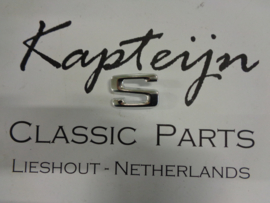 Kapteijn
S
Classic Parts
Lieshout - Netherlands